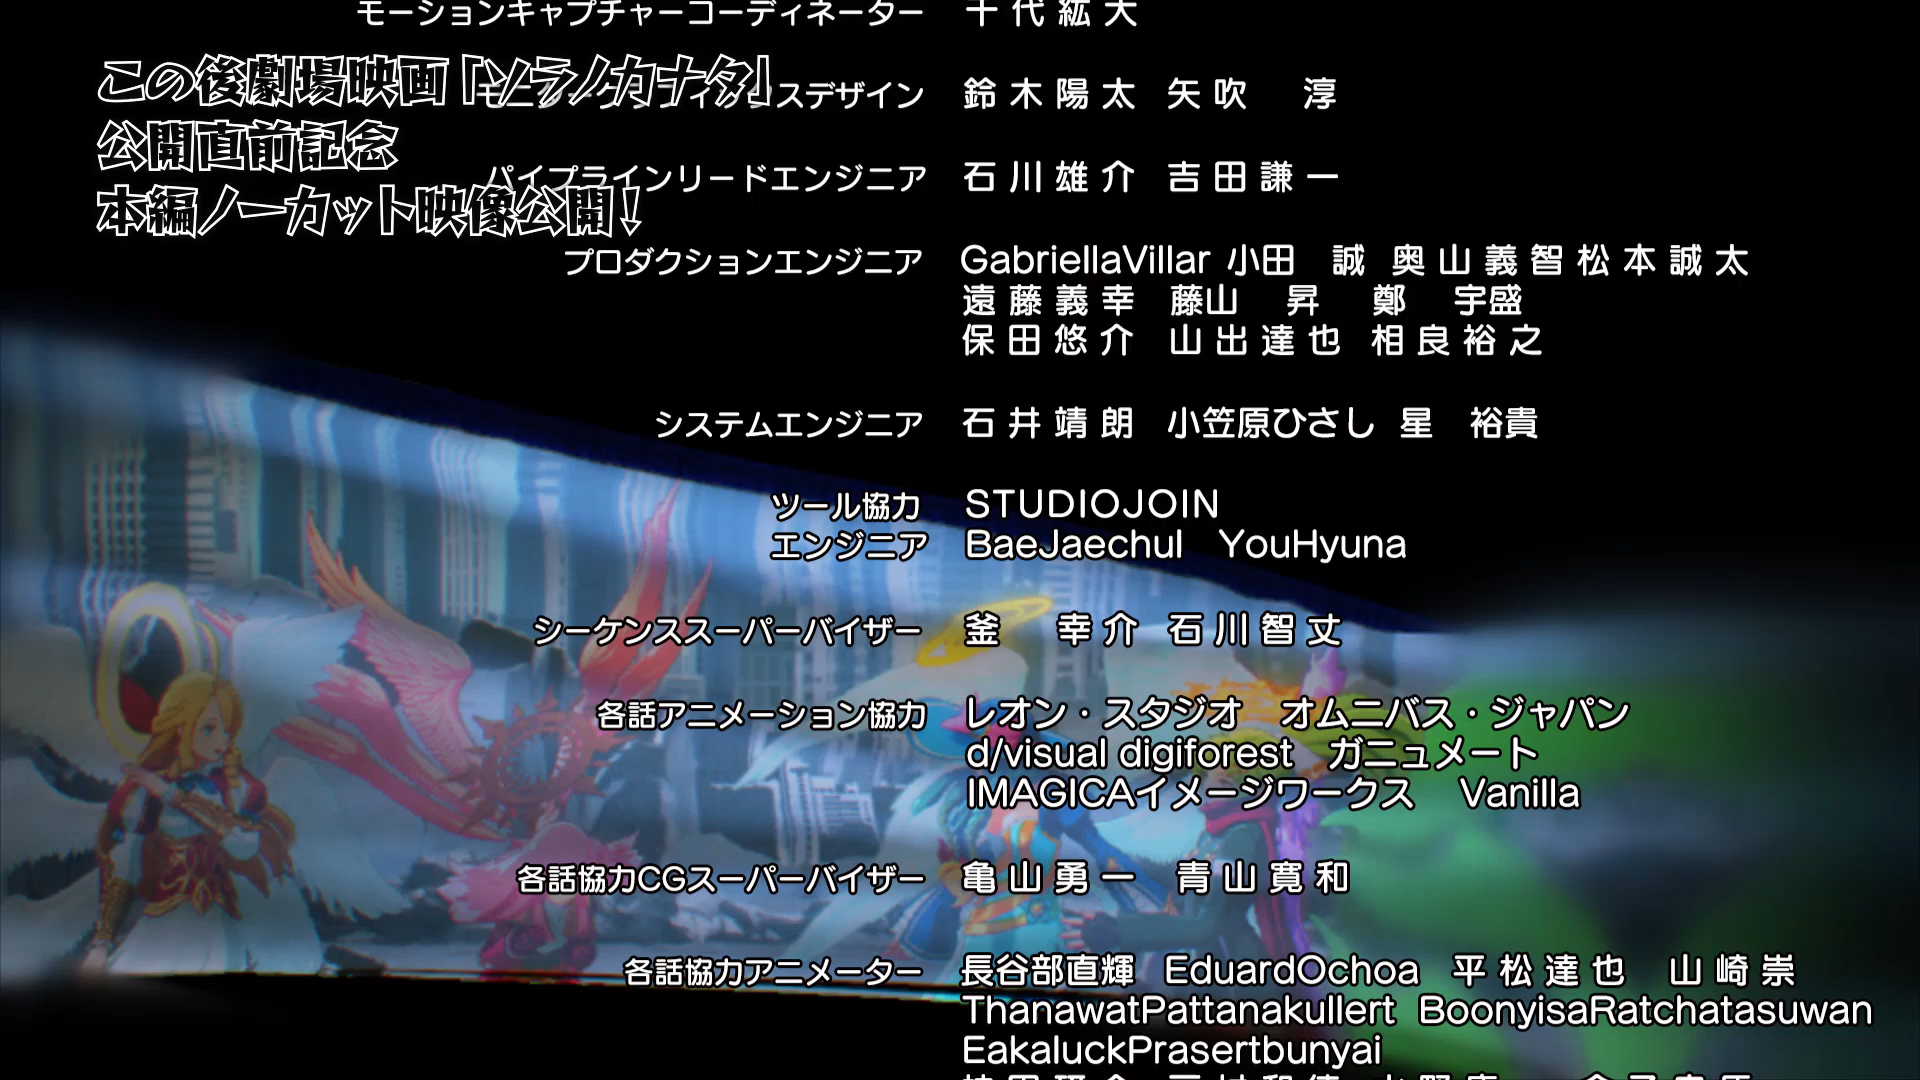 モーションキャプチャーコーディネーター 千代紘大
この後劇場映画「ソラノカナタ」
公開直前記念
本編ノーカット映像公開！
スデザイン 鈴木陽太 矢吹 淳
パイプラインリードエンジニア 石川雄介 吉田謙一
プロダクションエンジニア GabriellaVillar 小田 誠 奥山義智 松本誠太
遠藤義幸 藤山 昇 鄭 宇盛
保田悠介 山出達也 相良裕之
システムエンジニア 石井靖朗 小笠原ひさし 星 裕貴
ツール協力 STUDIOJOIN
エンジニア BaeJaechul YouHyuna
シーケンススーパーバイザー 釜 幸介 石川智丈
各話アニメーション協力 レオン・スタジオ オムニバス・ジャパン
d/visual digiforest ガニュメート
IMAGICAイメージワークス Vanilla
各話協力CGスーパーバイザー 亀山勇一 青山寛和
各話協力アニメーター 長谷部直輝 EduardOchoa 平松達也 山崎崇
ThanawatPattanakullert BoonyisaRatchatasuwan
EakaluckPrasertbunyai